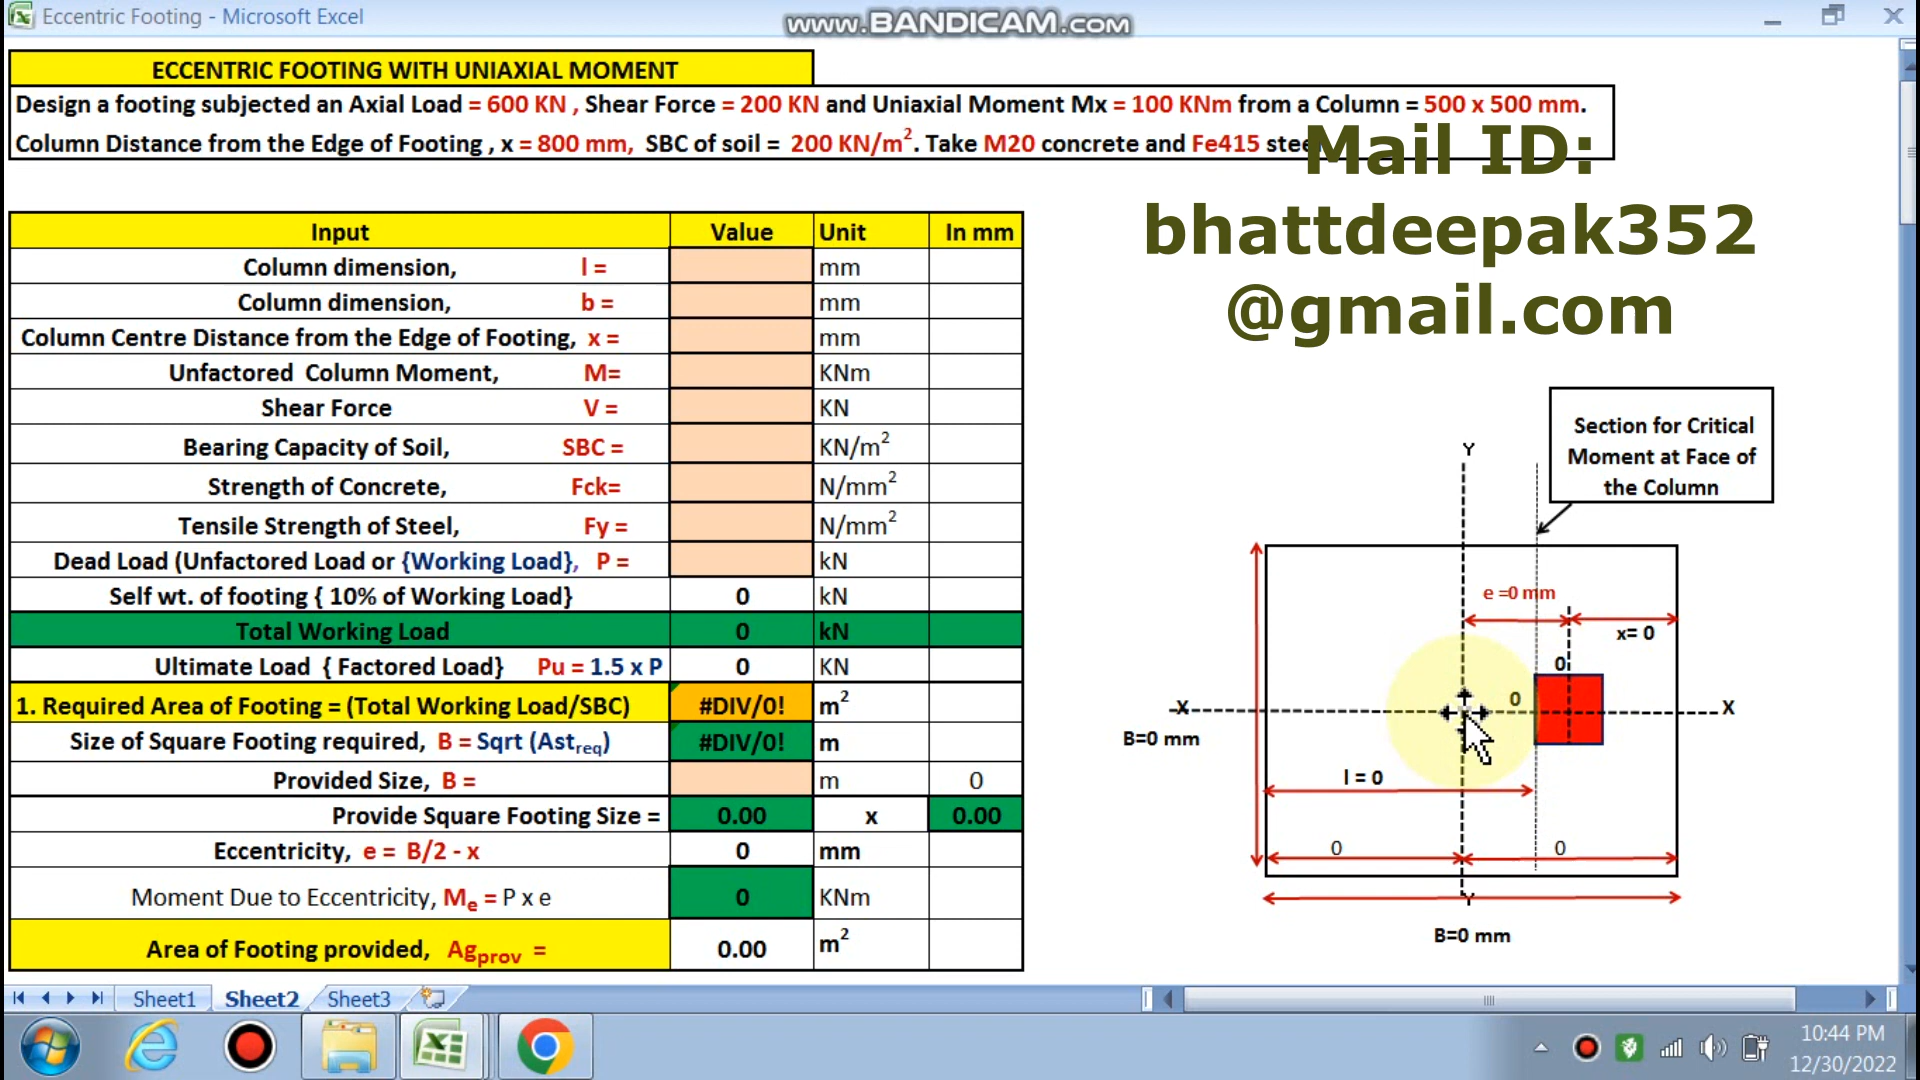 Eccentric Footing - Microsoft Excel
www.BANDICAM.com
ECCENTRIC FOOTING WITH UNIAXIAL MOMENT
Design a footing subjected an Axial Load = 600 KN , Shear Force = 200 KN and Uniaxial Moment Mx = 100 KNm from a Column = 500 x 500 mm.
Column Distance from the Edge of Footing , x = 800 mm, SBC of soil = 200 KN/m². Take M20 concrete and Fe415 stee
Mail ID:
bhattdeepak352
@gmail.com
Input Value Unit In mm
Column dimension, l = mm
Column dimension, b = mm
Column Centre Distance from the Edge of Footing, x = mm
Unfactored Column Moment, M= KNm
Shear Force V = KN
Bearing Capacity of Soil, SBC = KN/m²
Strength of Concrete, Fck= N/mm²
Tensile Strength of Steel, Fy = N/mm²
Dead Load (Unfactored Load or {Working Load}, P = kN
Self wt. of footing { 10% of Working Load} 0 kN
Total Working Load 0 kN
Ultimate Load { Factored Load} Pu = 1.5 x P 0 KN
1. Required Area of Footing = (Total Working Load/SBC) #DIV/0! m²
Size of Square Footing required, B = Sqrt (Astreq) #DIV/0! m
Provided Size, B = m 0
Provide Square Footing Size = 0.00 x 0.00
Eccentricity, e = B/2 - x 0 mm
Moment Due to Eccentricity, Me = P x e 0 KNm
Area of Footing provided, Agprov = 0.00 m²
Section for Critical
Moment at Face of
the Column
Y
e =0 mm
x= 0
0
0
X
X
B=0 mm
l = 0
0
0
Y
B=0 mm
Sheet1 Sheet2 Sheet3
10:44 PM
12/30/2022